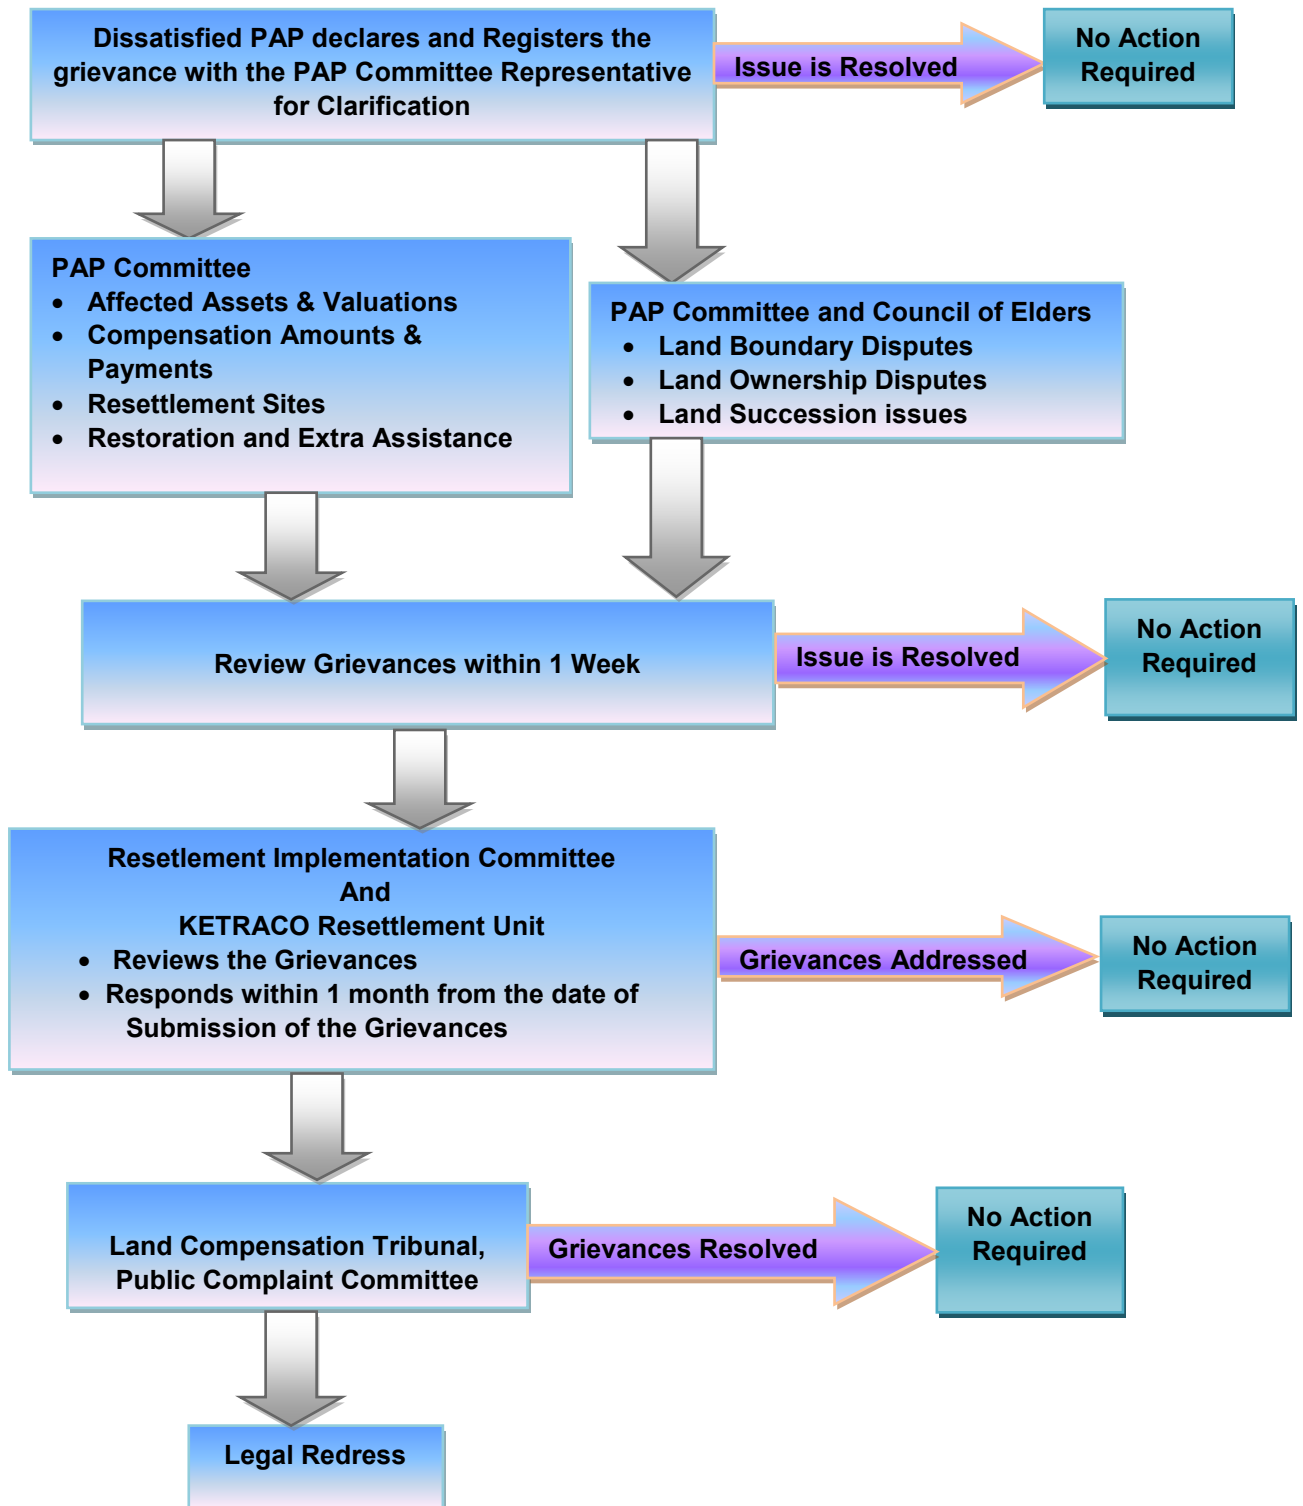 Dissatisfied PAP declares and Registers the
grievance with the PAP Committee Representative
for Clarification
Issue is Resolved
No Action
Required
PAP Committee
• Affected Assets & Valuations
• Compensation Amounts &
Payments
• Resettlement Sites
• Restoration and Extra Assistance
PAP Committee and Council of Elders
• Land Boundary Disputes
• Land Ownership Disputes
• Land Succession issues
Review Grievances within 1 Week
Issue is Resolved
No Action
Required
Resetlement Implementation Committee
And
KETRACO Resettlement Unit
• Reviews the Grievances
• Responds within 1 month from the date of
Submission of the Grievances
Grievances Addressed
No Action
Required
Land Compensation Tribunal,
Public Complaint Committee
Grievances Resolved
No Action
Required
Legal Redress